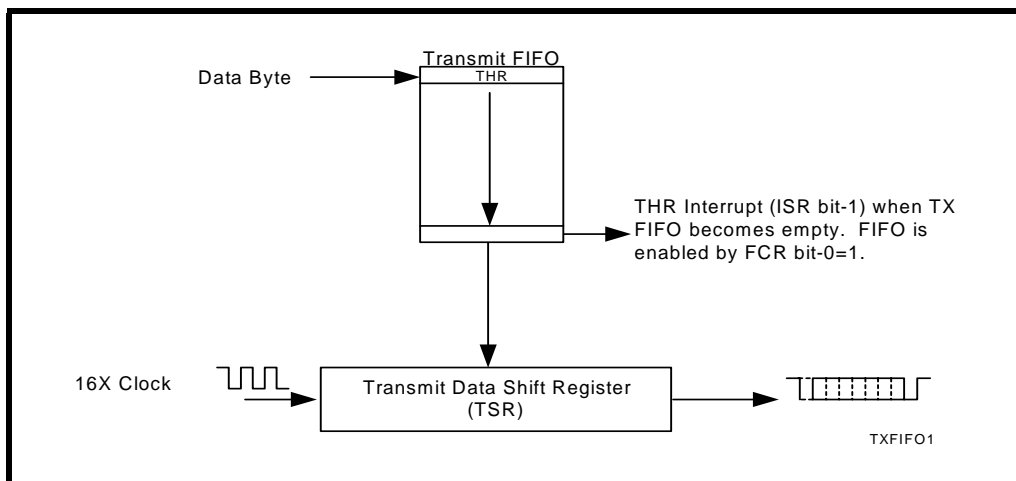 Transmit FIFO
Data Byte
THR
THR Interrupt (ISR bit-1) when TX
FIFO becomes empty. FIFO is
enabled by FCR bit-0=1.
16X Clock
Transmit Data Shift Register
(TSR)
TXFIFO1